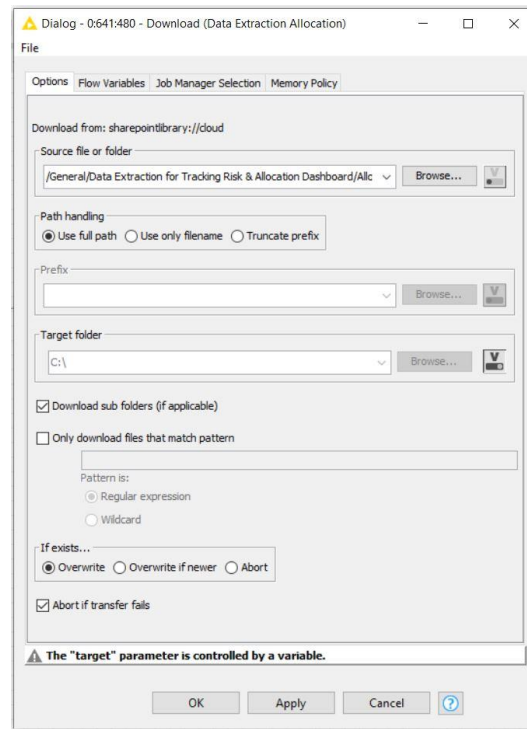 Dialog - 0:641:480 - Download (Data Extraction Allocation)
File
Options Flow Variables Job Manager Selection Memory Policy
Download from: sharepointlibrary://cloud
Source file or folder
/General/Data Extraction for Tracking Risk & Allocation Dashboard/Allc Browse... V
Path handling
Use full path Use only filename Truncate prefix
Prefix
Browse... V
Target folder
C:\ Browse... V
Download sub folders (if applicable)
Only download files that match pattern
Pattern is:
Regular expression
Wildcard
If exists...
Overwrite Overwrite if newer Abort
Abort if transfer fails
The "target" parameter is controlled by a variable.
OK Apply Cancel ?